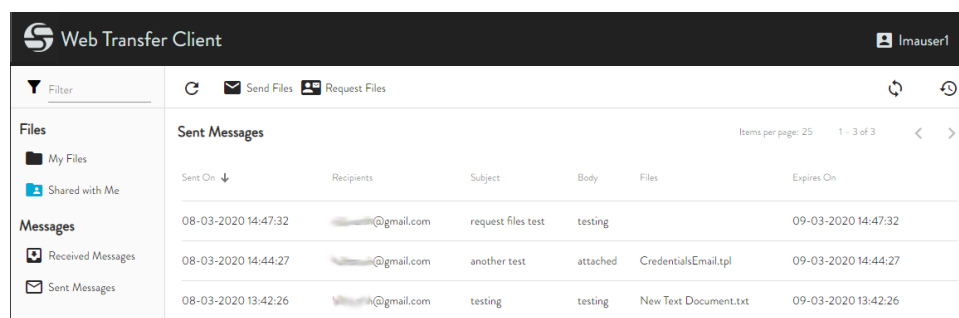 Web Transfer Client
lmauser1
Filter
Send Files Request Files
Files
My Files
Shared with Me
Messages
Received Messages
Sent Messages
Sent Messages
Items per page: 25 1 – 3 of 3
Sent On Recipients Subject Body Files Expires On
08-03-2020 14:47:32 @gmail.com request files test testing 09-03-2020 14:47:32
08-03-2020 14:44:27 @gmail.com another test attached CredentialsEmail.tpl 09-03-2020 14:44:27
08-03-2020 13:42:26 @gmail.com testing testing New Text Document.txt 09-03-2020 13:42:26